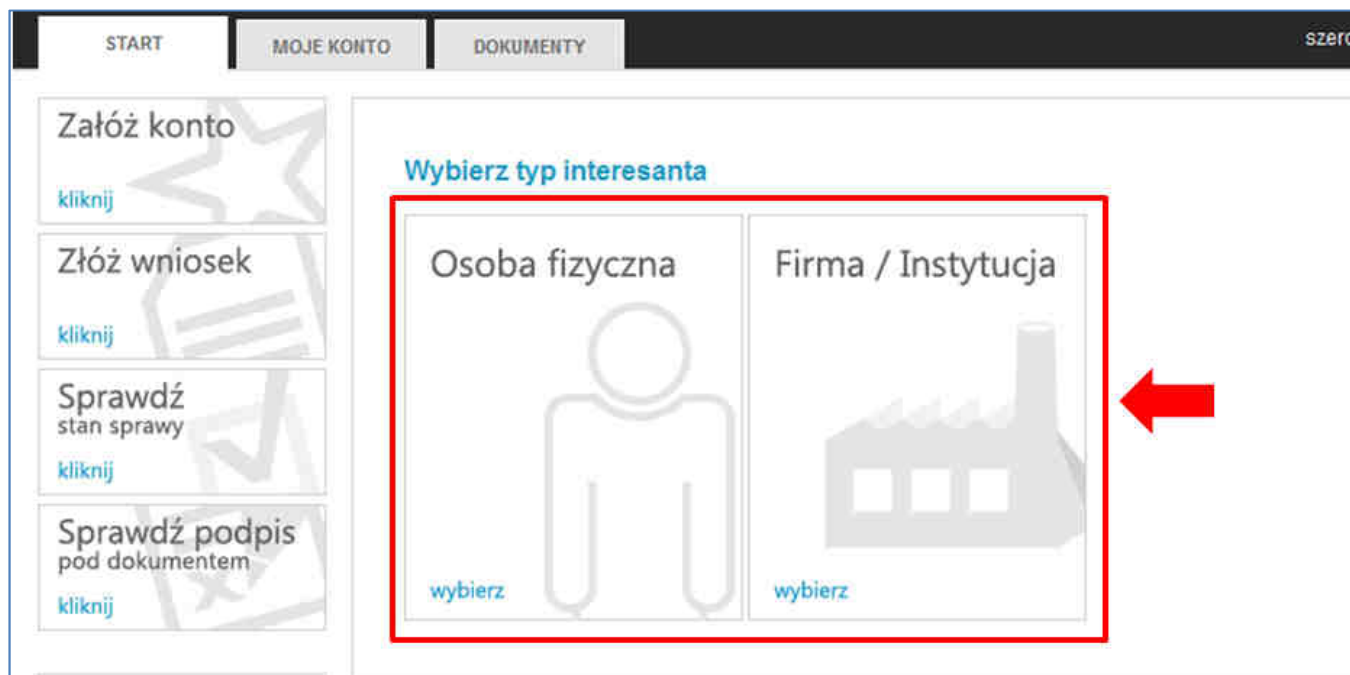 START
MOJE KONTO
DOKUMENTY
Załóż konto
kliknij
Złóż wniosek
kliknij
Sprawdź
stan sprawy
kliknij
Sprawdź podpis
pod dokumentem
kliknij
Wybierz typ interesanta
Osoba fizyczna
wybierz
Firma / Instytucja
wybierz